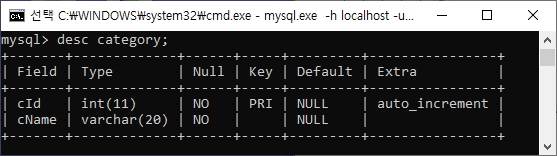 선택 C:₩WINDOWS₩system32₩cmd.exe - mysql.exe  -h localhost -u...
mysql> desc category;
+-------+-------------+------+-----+---------+----------------+
| Field | Type        | Null | Key | Default | Extra          |
+-------+-------------+------+-----+---------+----------------+
| cId   | int(11)     | NO   | PRI | NULL    | auto_increment |
| cName | varchar(20) | NO   |     | NULL    |                |
+-------+-------------+------+-----+---------+----------------+